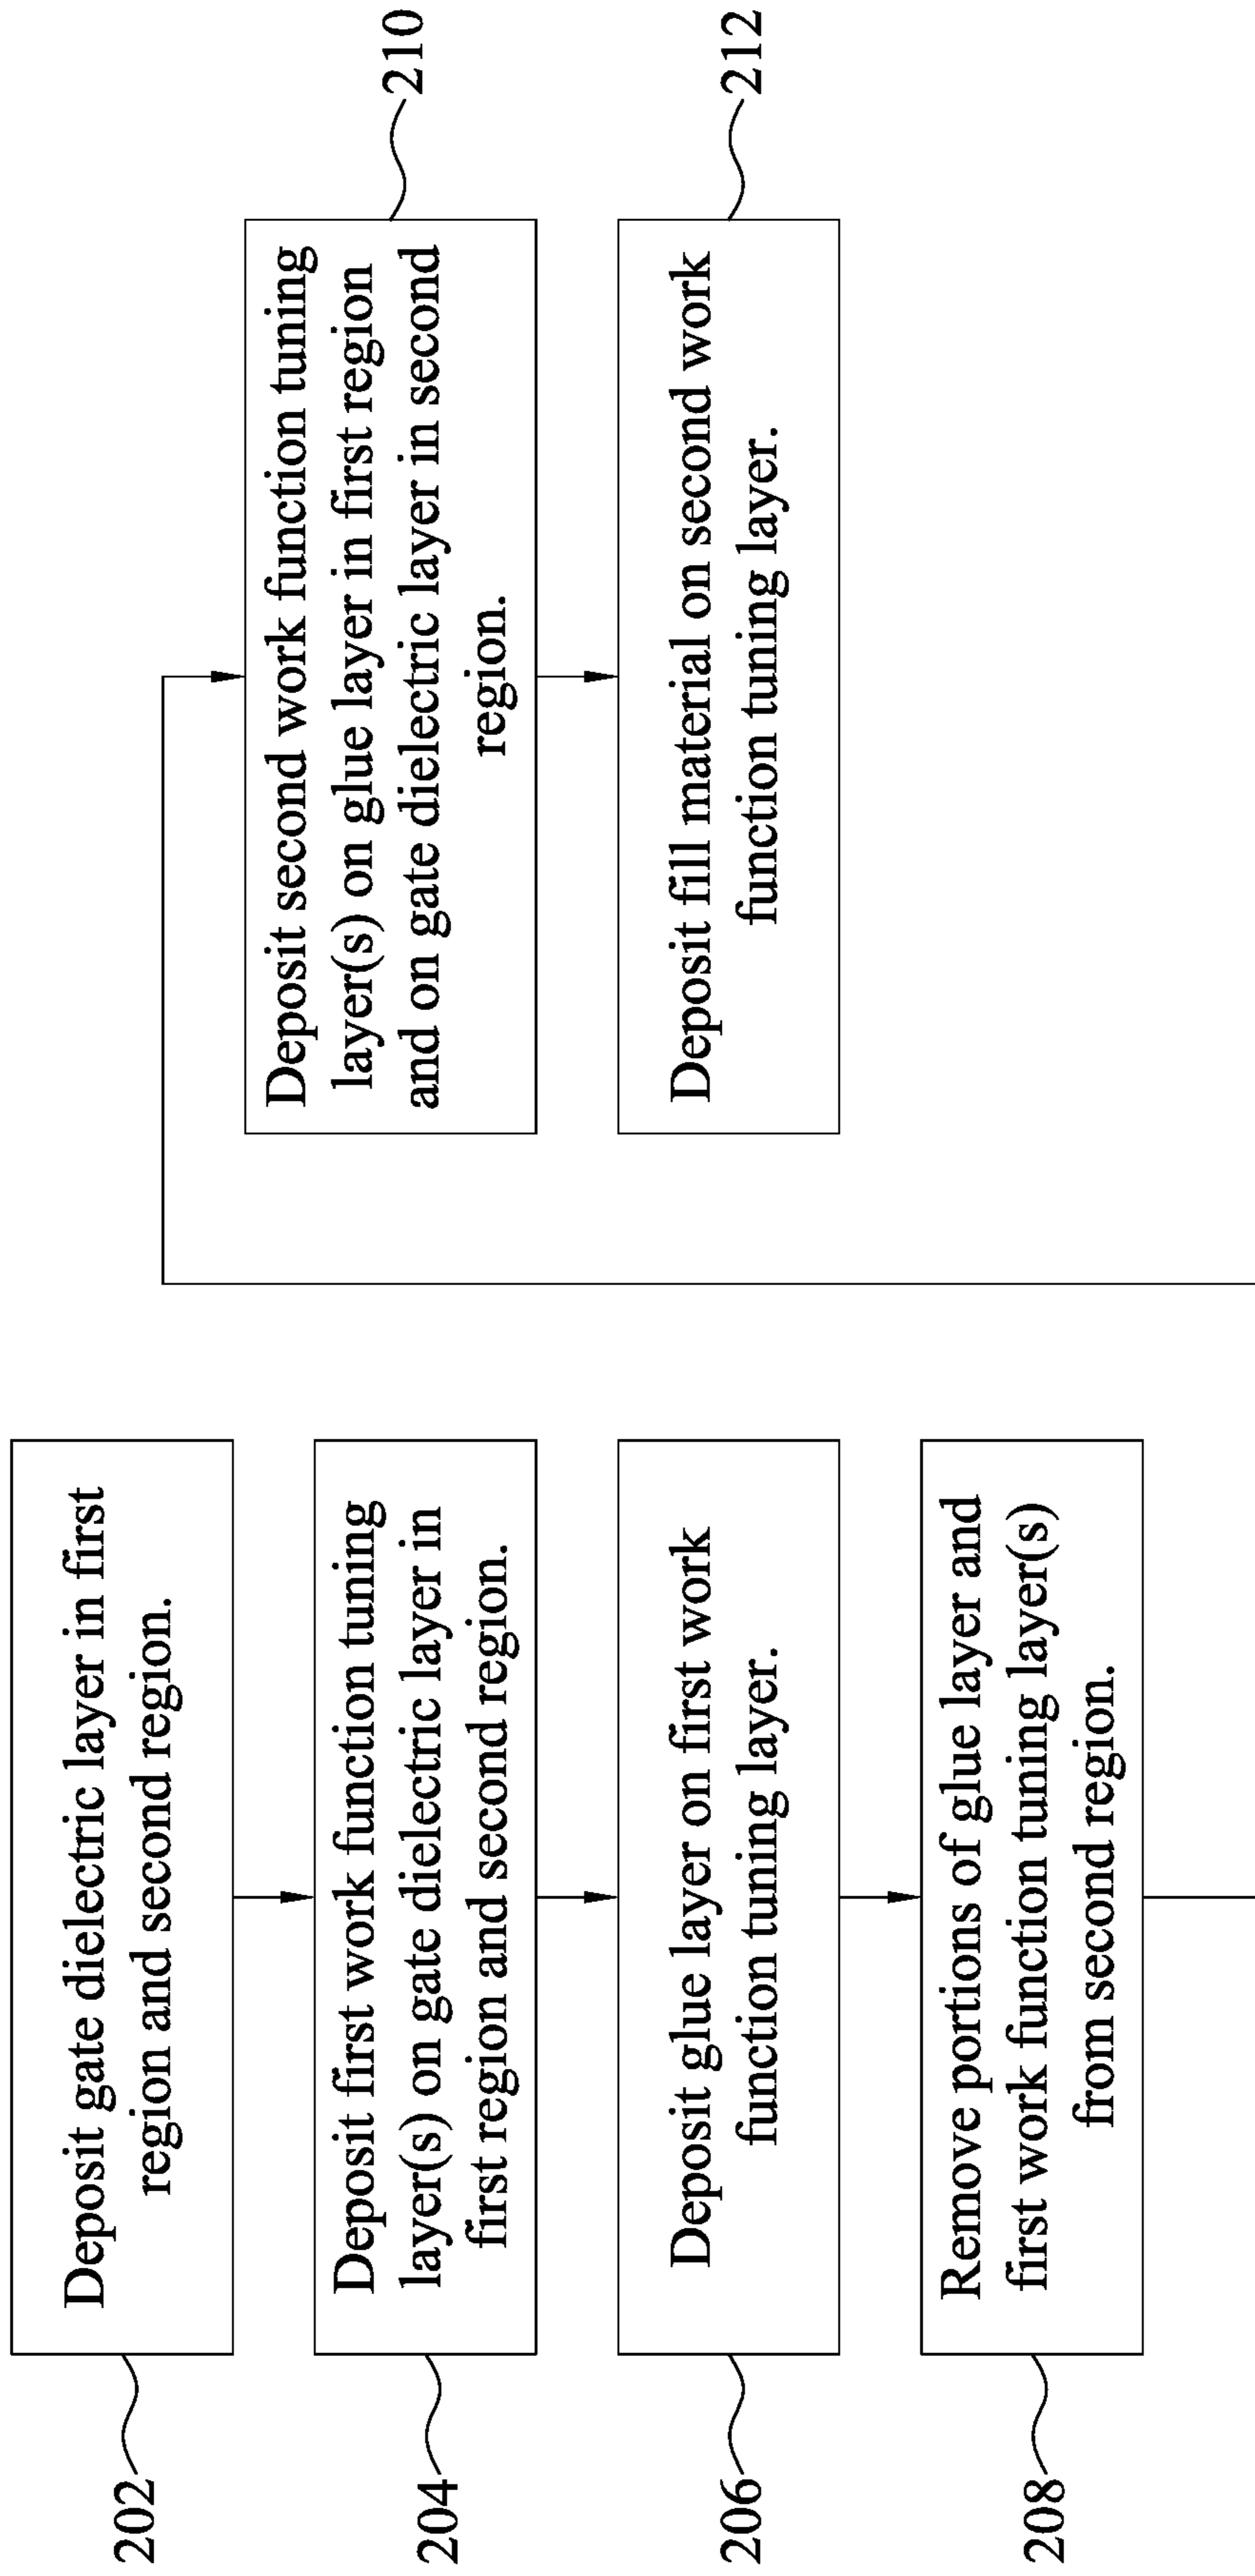 202
Deposit gate dielectric layer in first
region and second region.
204
Deposit first work function tuning
layer(s) on gate dielectric layer in
first region and second region.
206
Deposit glue layer on first work
function tuning layer.
208
Remove portions of glue layer and
first work function tuning layer(s)
from second region.
Deposit second work function tuning
layer(s) on glue layer in first region
and on gate dielectric layer in second
region.
210
Deposit fill material on second work
function tuning layer.
212